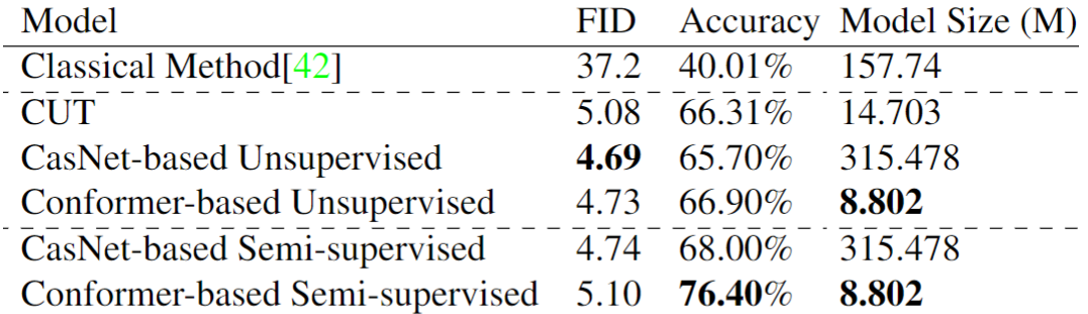 Model FID Accuracy Model Size (M)
Classical Method[42] 37.2 40.01% 157.74
CUT 5.08 66.31% 14.703
CasNet-based Unsupervised 4.69 65.70% 315.478
Conformer-based Unsupervised 4.73 66.90% 8.802
CasNet-based Semi-supervised 4.74 68.00% 315.478
Conformer-based Semi-supervised 5.10 76.40% 8.802